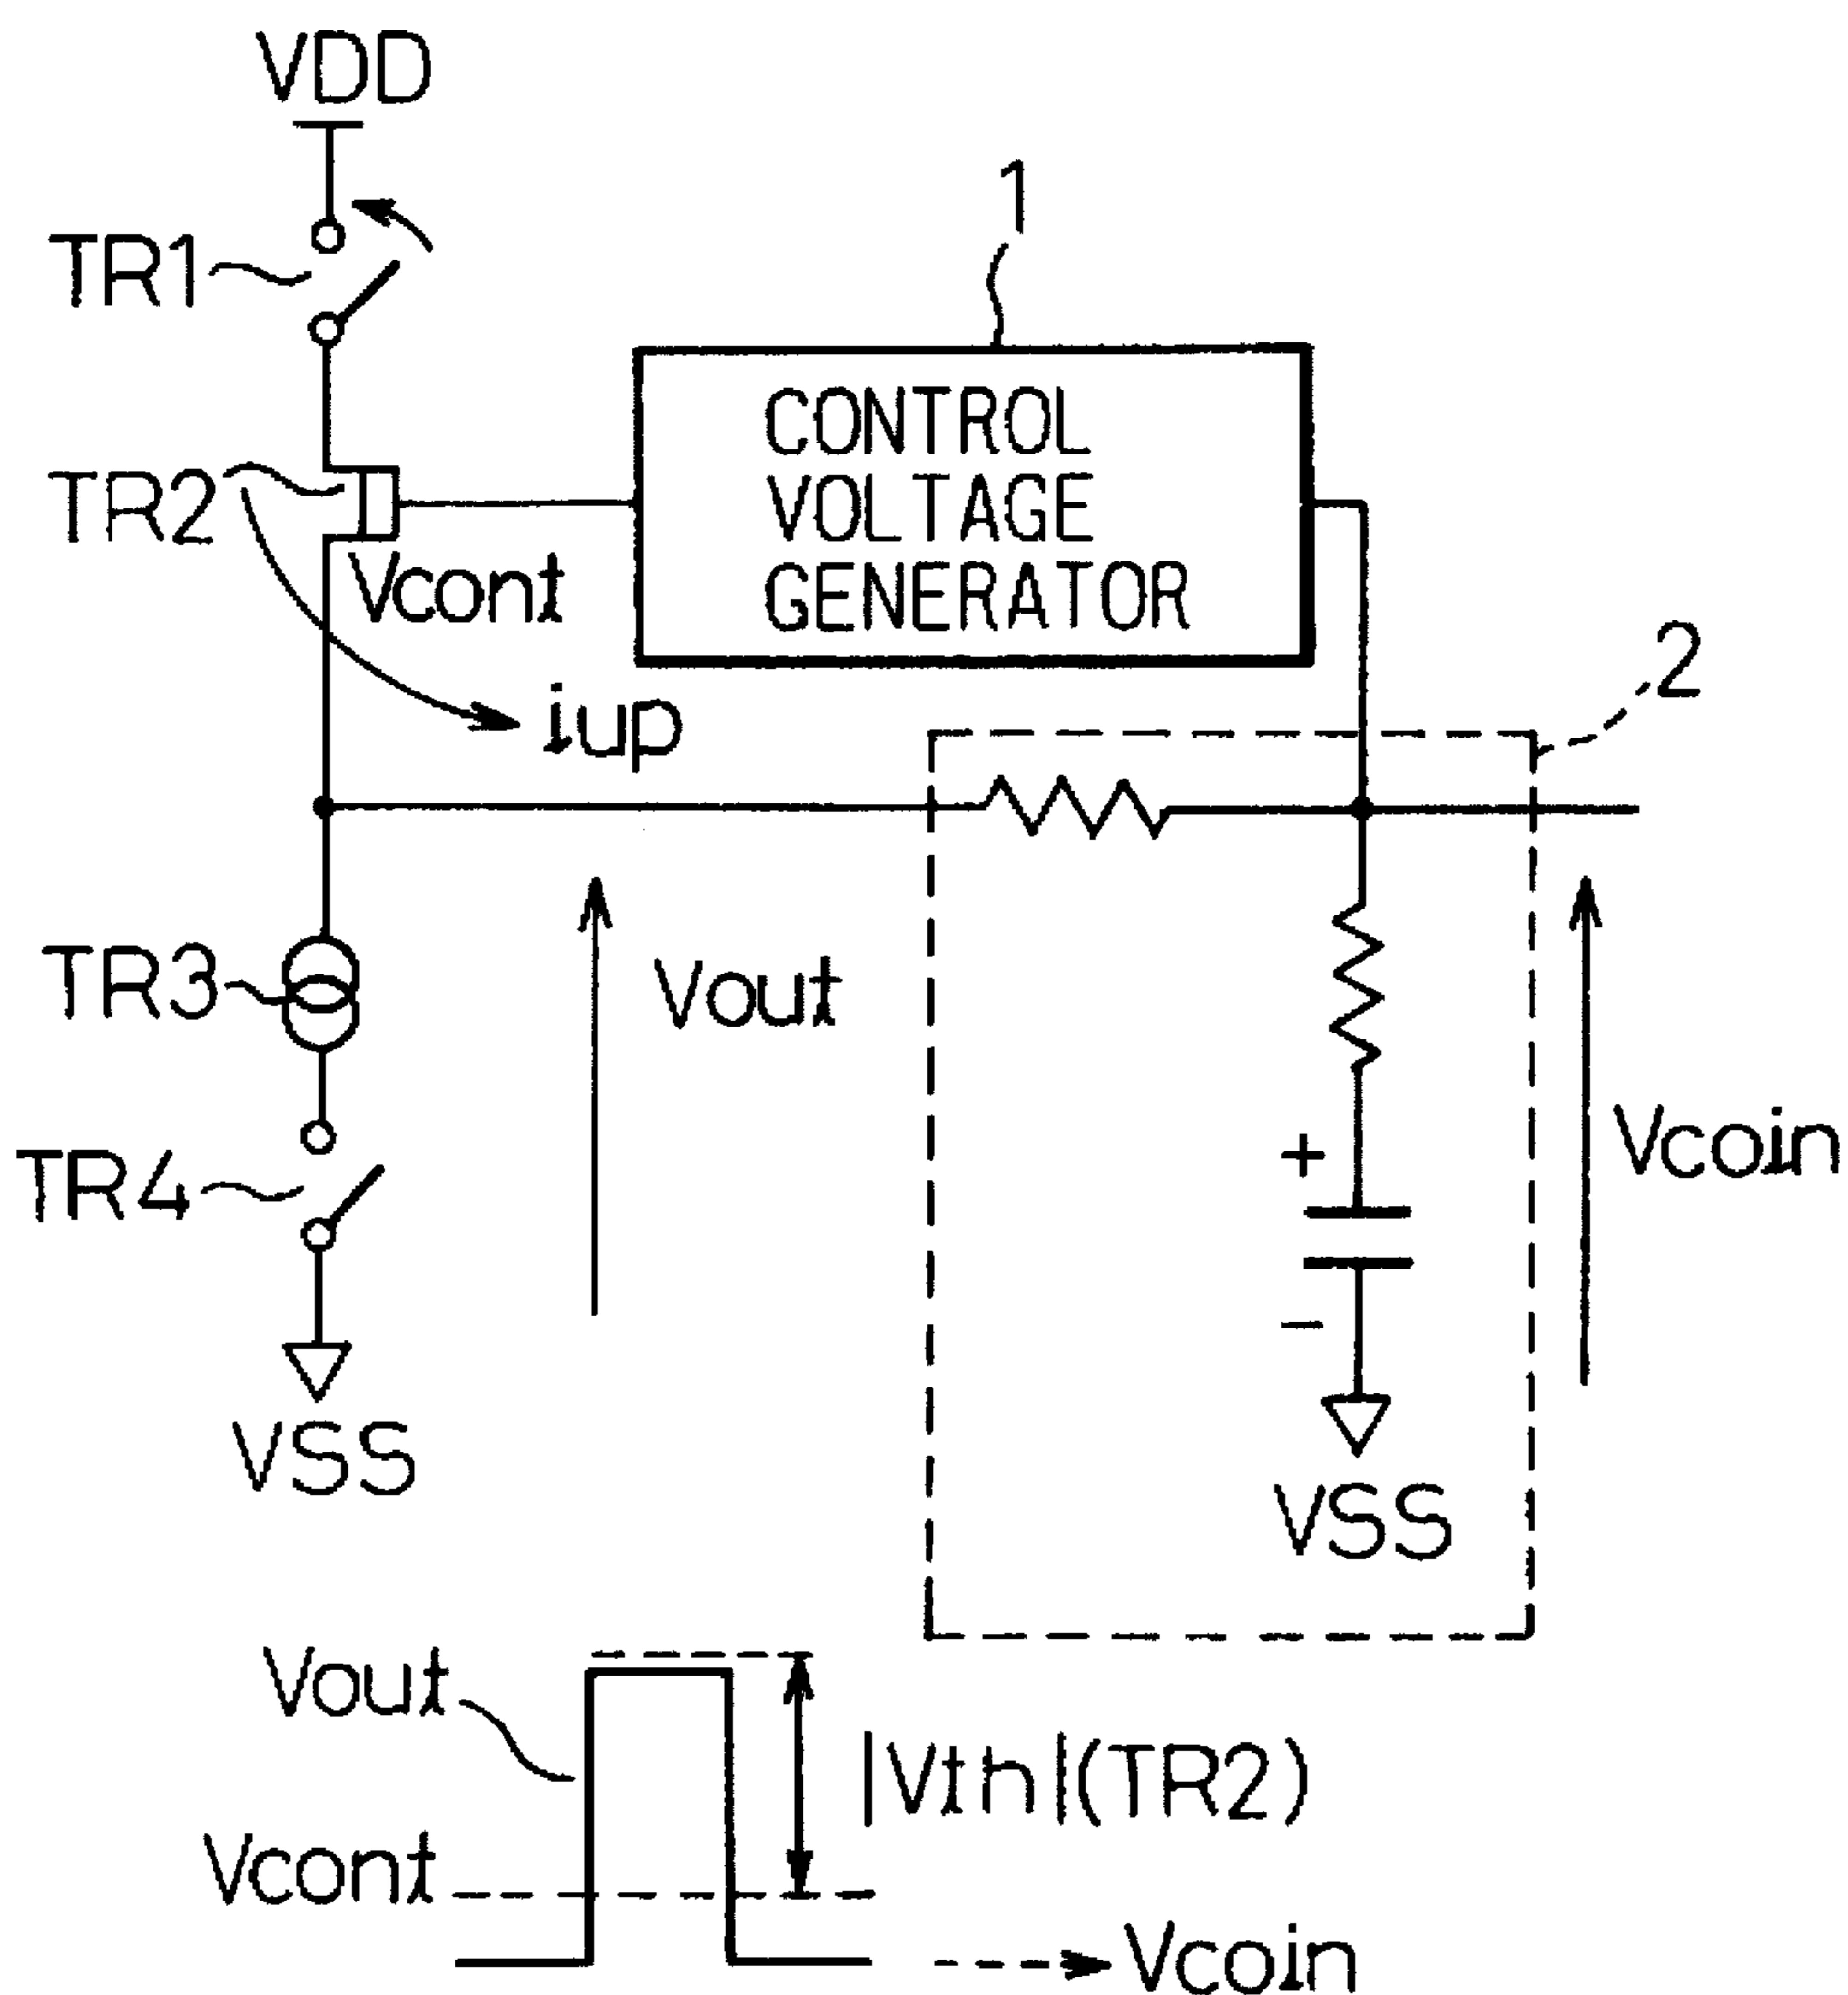 VDD
1
TR1
CONTROL
VOLTAGE
GENERATOR
TR2
Vcont
2
iup
TR3
Vout
Vcoin
+
TR4
-
VSS
VSS
Vout
|Vth|(TR2)
Vcont
Vcoin